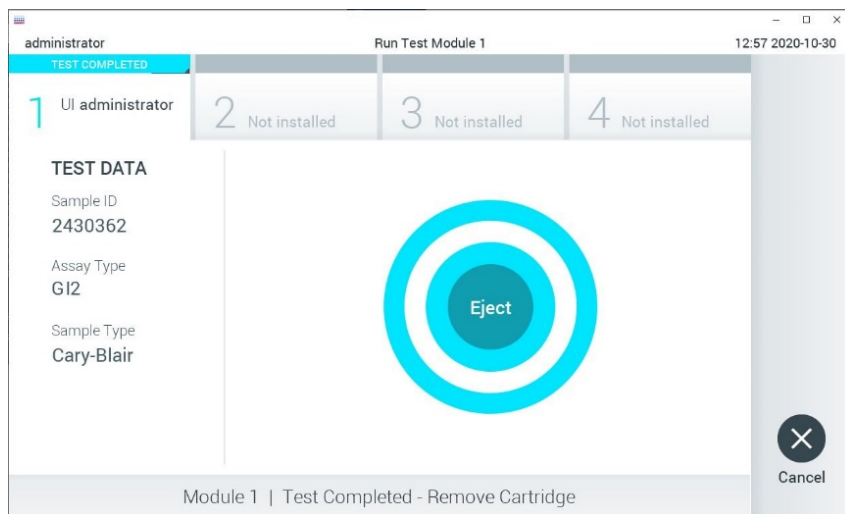 administrator Run Test Module 1 12:57 2020-10-30
TEST COMPLETED
1 UI administrator
2 Not installed
3 Not installed
4 Not installed
TEST DATA
Sample ID
2430362
Assay Type
GI2
Sample Type
Cary-Blair
Eject
Cancel
Module 1 | Test Completed - Remove Cartridge